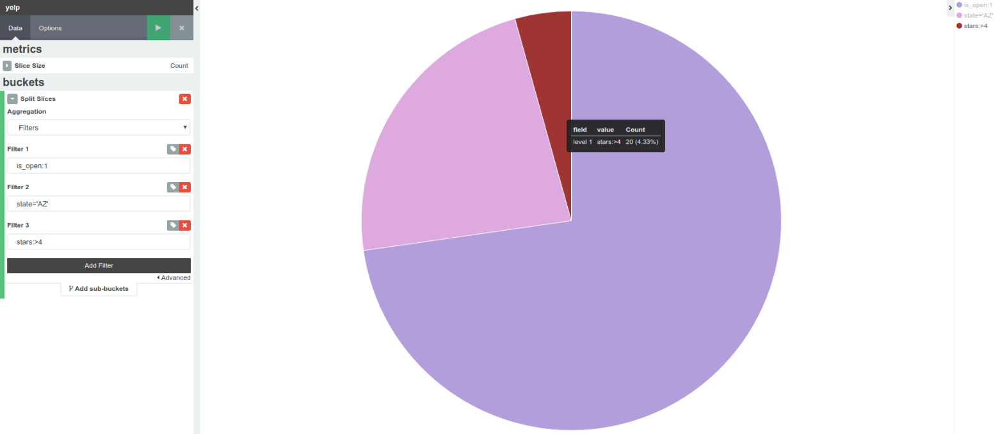 yelp
Data Options
metrics
Slice Size Count
buckets
Split Slices
Aggregation
Filters
Filter 1
is_open:1
Filter 2
state='AZ'
Filter 3
stars:>4
Add Filter
Advanced
Add sub-buckets
field value Count
level 1 stars:>4 20 (4.33%)
is_open:1
state='AZ'
stars:>4